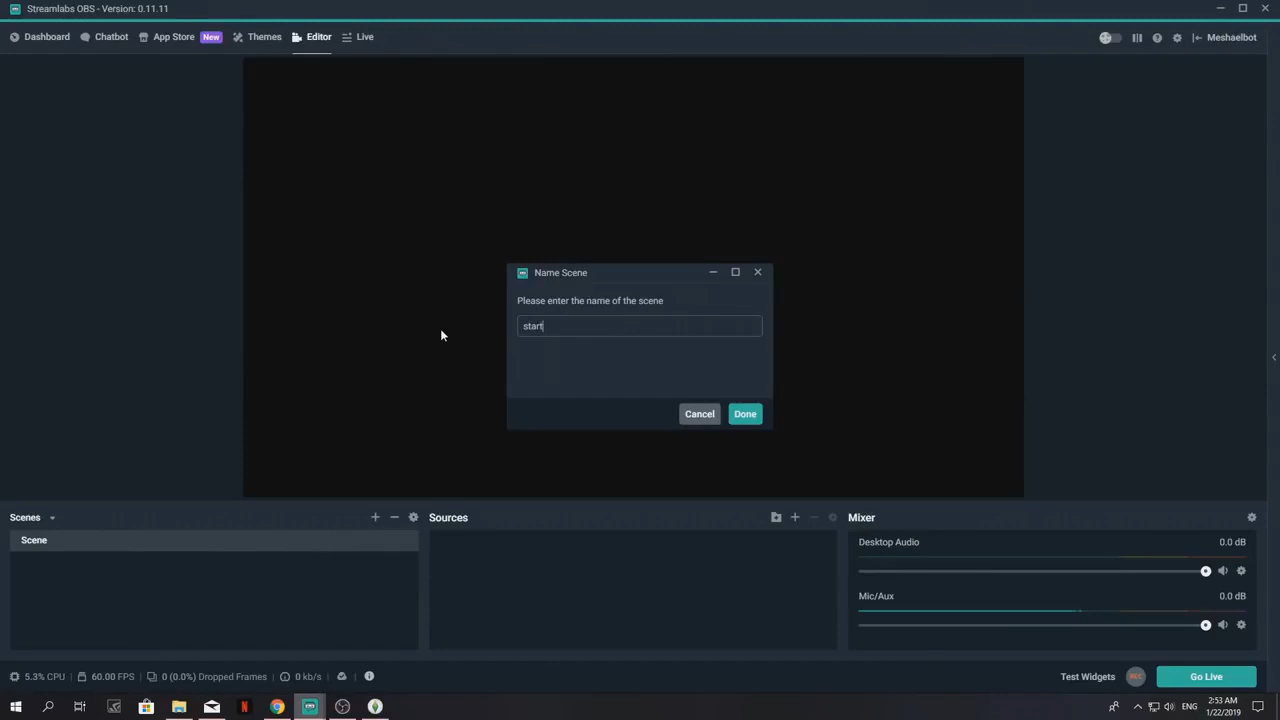 Streamlabs OBS - Version: 0.11.11
Dashboard Chatbot App Store New Themes Editor Live Meshaelbot
Name Scene
Please enter the name of the scene
start
Cancel Done
Scenes Sources Mixer
Scene
Desktop Audio 0.0 dB
Mic/Aux 0.0 dB
5.3% CPU 60.00 FPS 0 (0.0%) Dropped Frames 0 kb/s Test Widgets REC Go Live
ENG 2:53 AM
1/22/2019